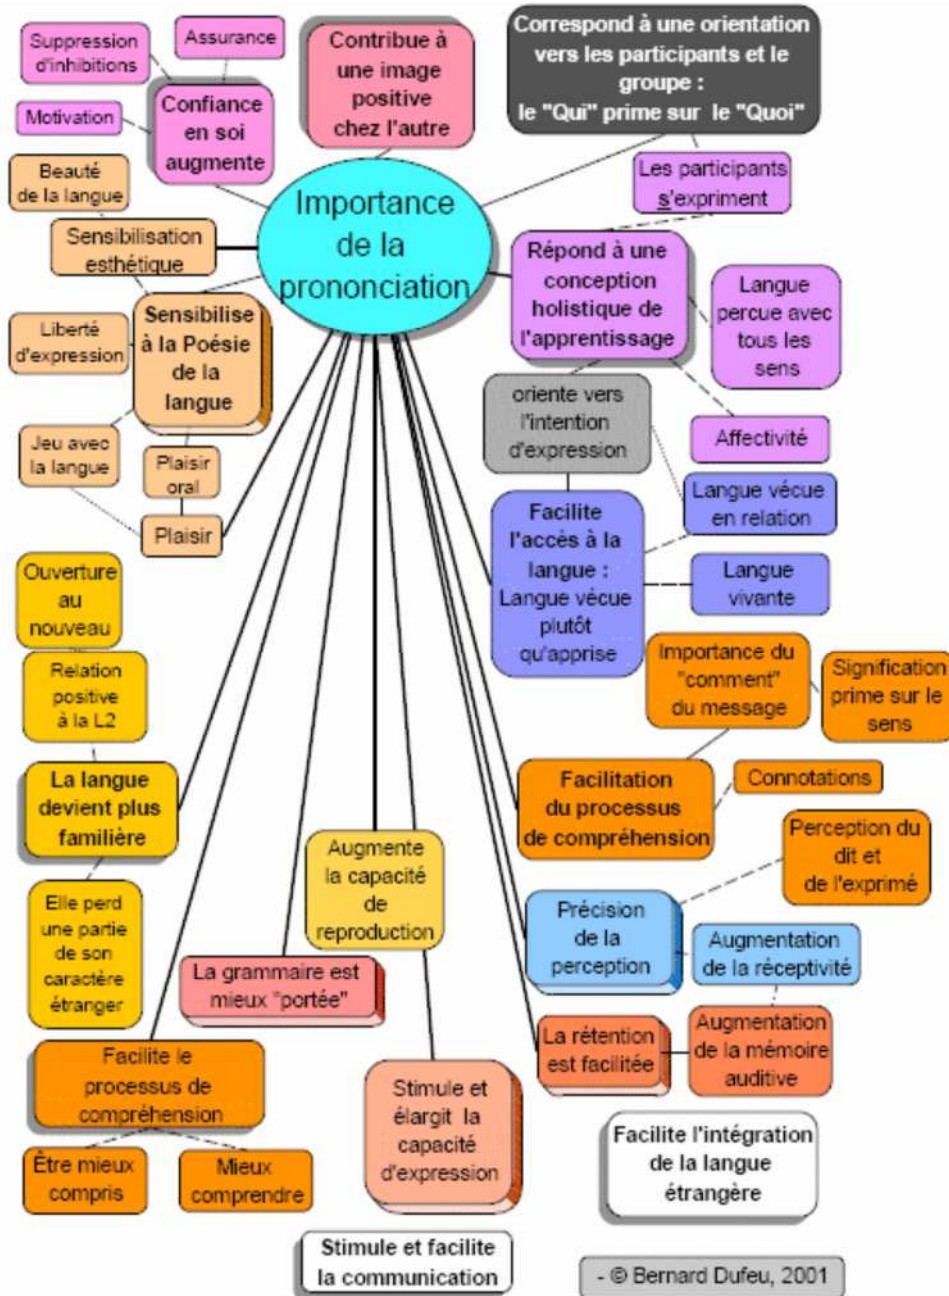 Suppression
d'inhibitions
Assurance
Motivation
Confiance
en soi
augmente
Contribue à
une image
positive
chez l'autre
Correspond à une orientation
vers les participants et le
groupe :
le "Qui" prime sur le "Quoi"
Les participants
s'expriment
Importance
de la
prononciation
Beauté
de la langue
Sensibilisation
esthétique
Sensibilise
à la Poésie
de la
langue
Liberté
d'expression
Jeu avec
la langue
Plaisir
oral
Plaisir
Répond à une
conception
holistique de
l'apprentissage
Langue
percue avec
tous les
sens
Affectivité
oriente vers
l'intention
d'expression
Facilite
l'accès à la
langue :
Langue vécue
plutôt
qu'apprise
Langue vécue
en relation
Langue
vivante
Ouverture
au
nouveau
Relation
positive
à la L2
La langue
devient plus
familière
Elle perd
une partie
de son
caractère
étranger
Importance du
"comment"
du message
Signification
prime sur le
sens
Facilitation
du processus
de compréhension
Connotations
Perception du
dit et
de l'exprimé
Précision
de la
perception
Augmentation
de la réceptivité
La rétention
est facilitée
Augmentation
de la mémoire
auditive
Augmente
la capacité
de
reproduction
La grammaire est
mieux "portée"
Facilite le
processus de
compréhension
Être mieux
compris
Mieux
comprendre
Stimule et
élargit la
capacité
d'expression
Facilite l'intégration
de la langue
étrangère
Stimule et facilite
la communication
- © Bernard Dufeu, 2001